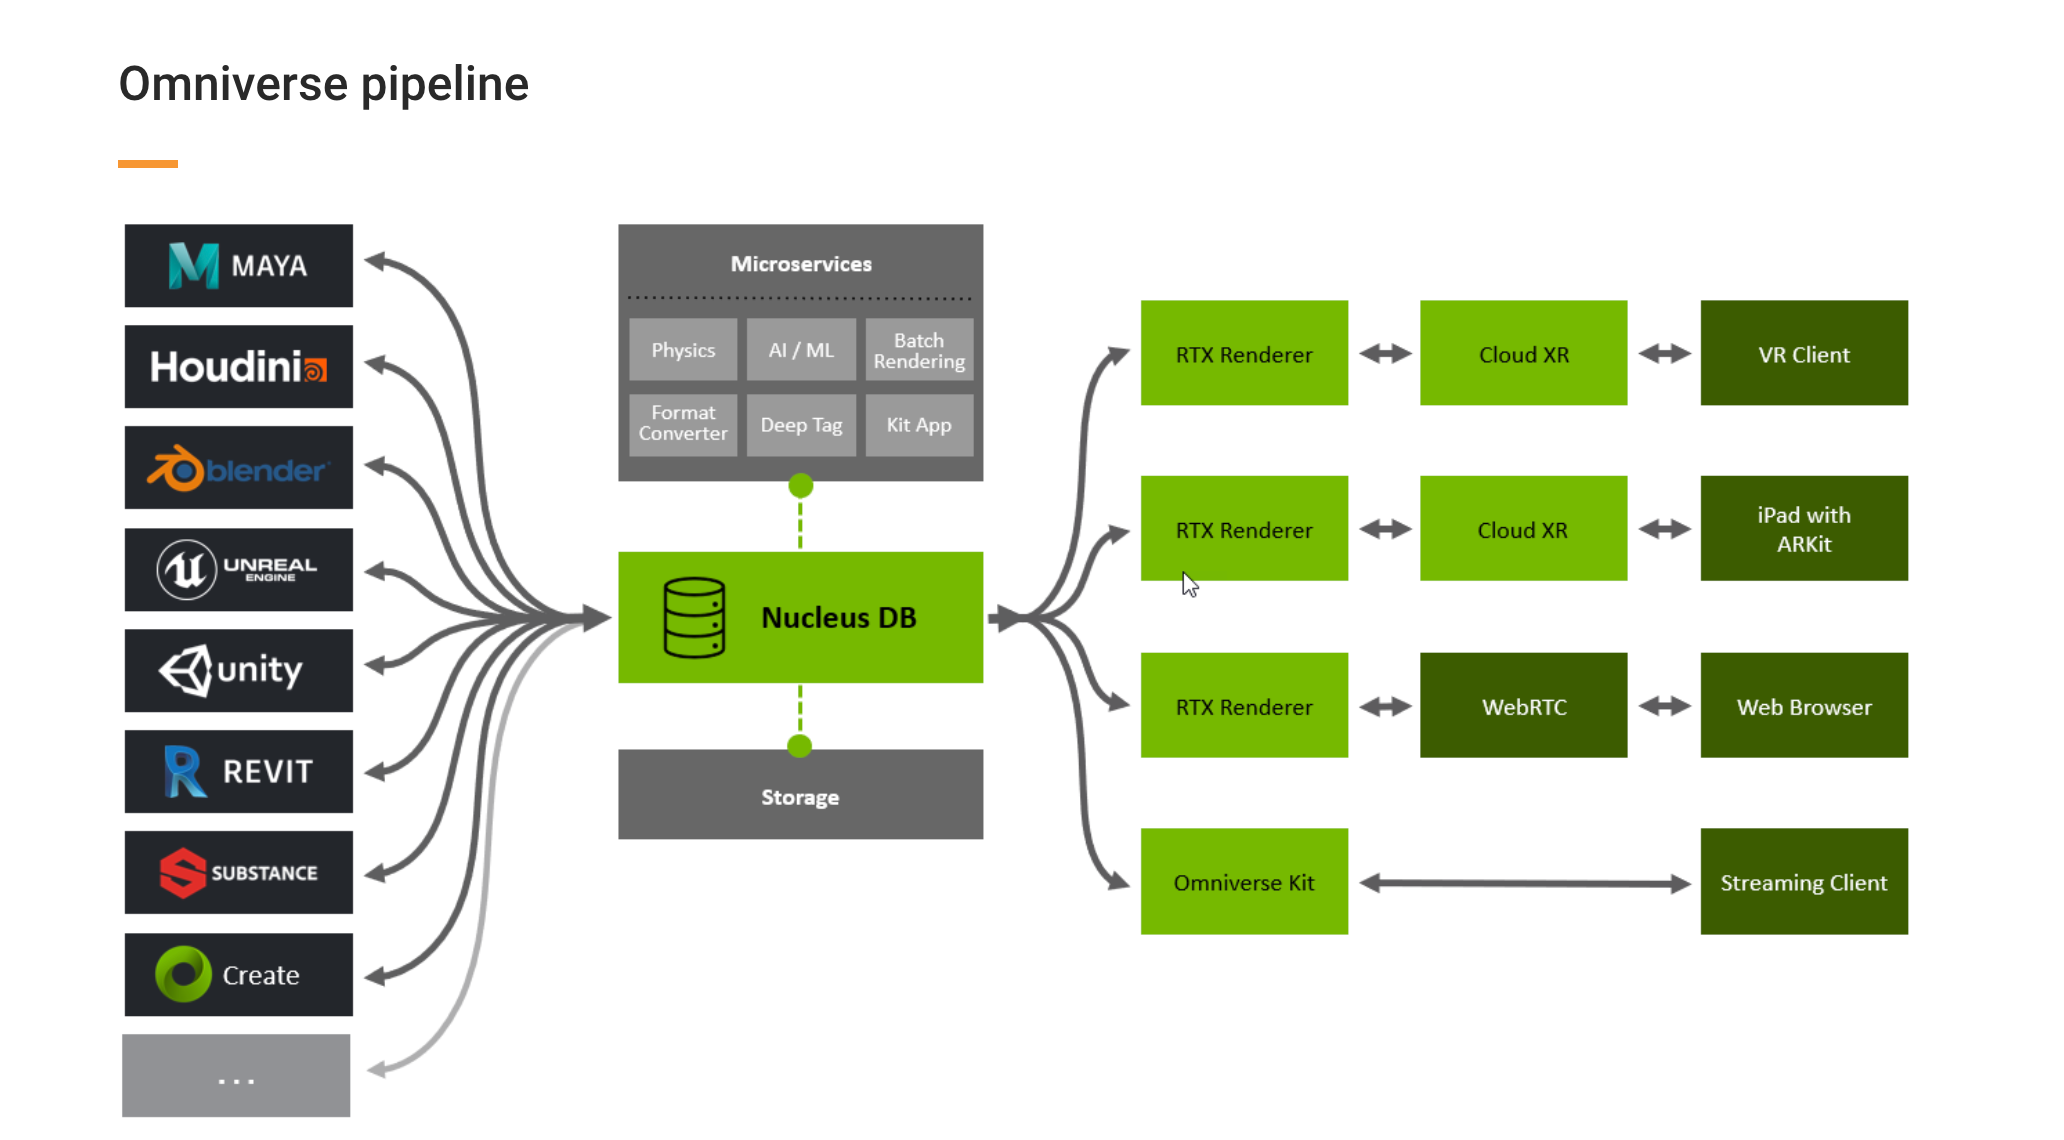 Omniverse pipeline
MAYA
Houdini
blender
UNREAL
ENGINE
unity
REVIT
SUBSTANCE
Create
...
Microservices
Physics
AI / ML
Batch
Rendering
Format
Converter
Deep Tag
Kit App
Nucleus DB
Storage
RTX Renderer
Cloud XR
VR Client
RTX Renderer
Cloud XR
iPad with
ARKit
RTX Renderer
WebRTC
Web Browser
Omniverse Kit
Streaming Client